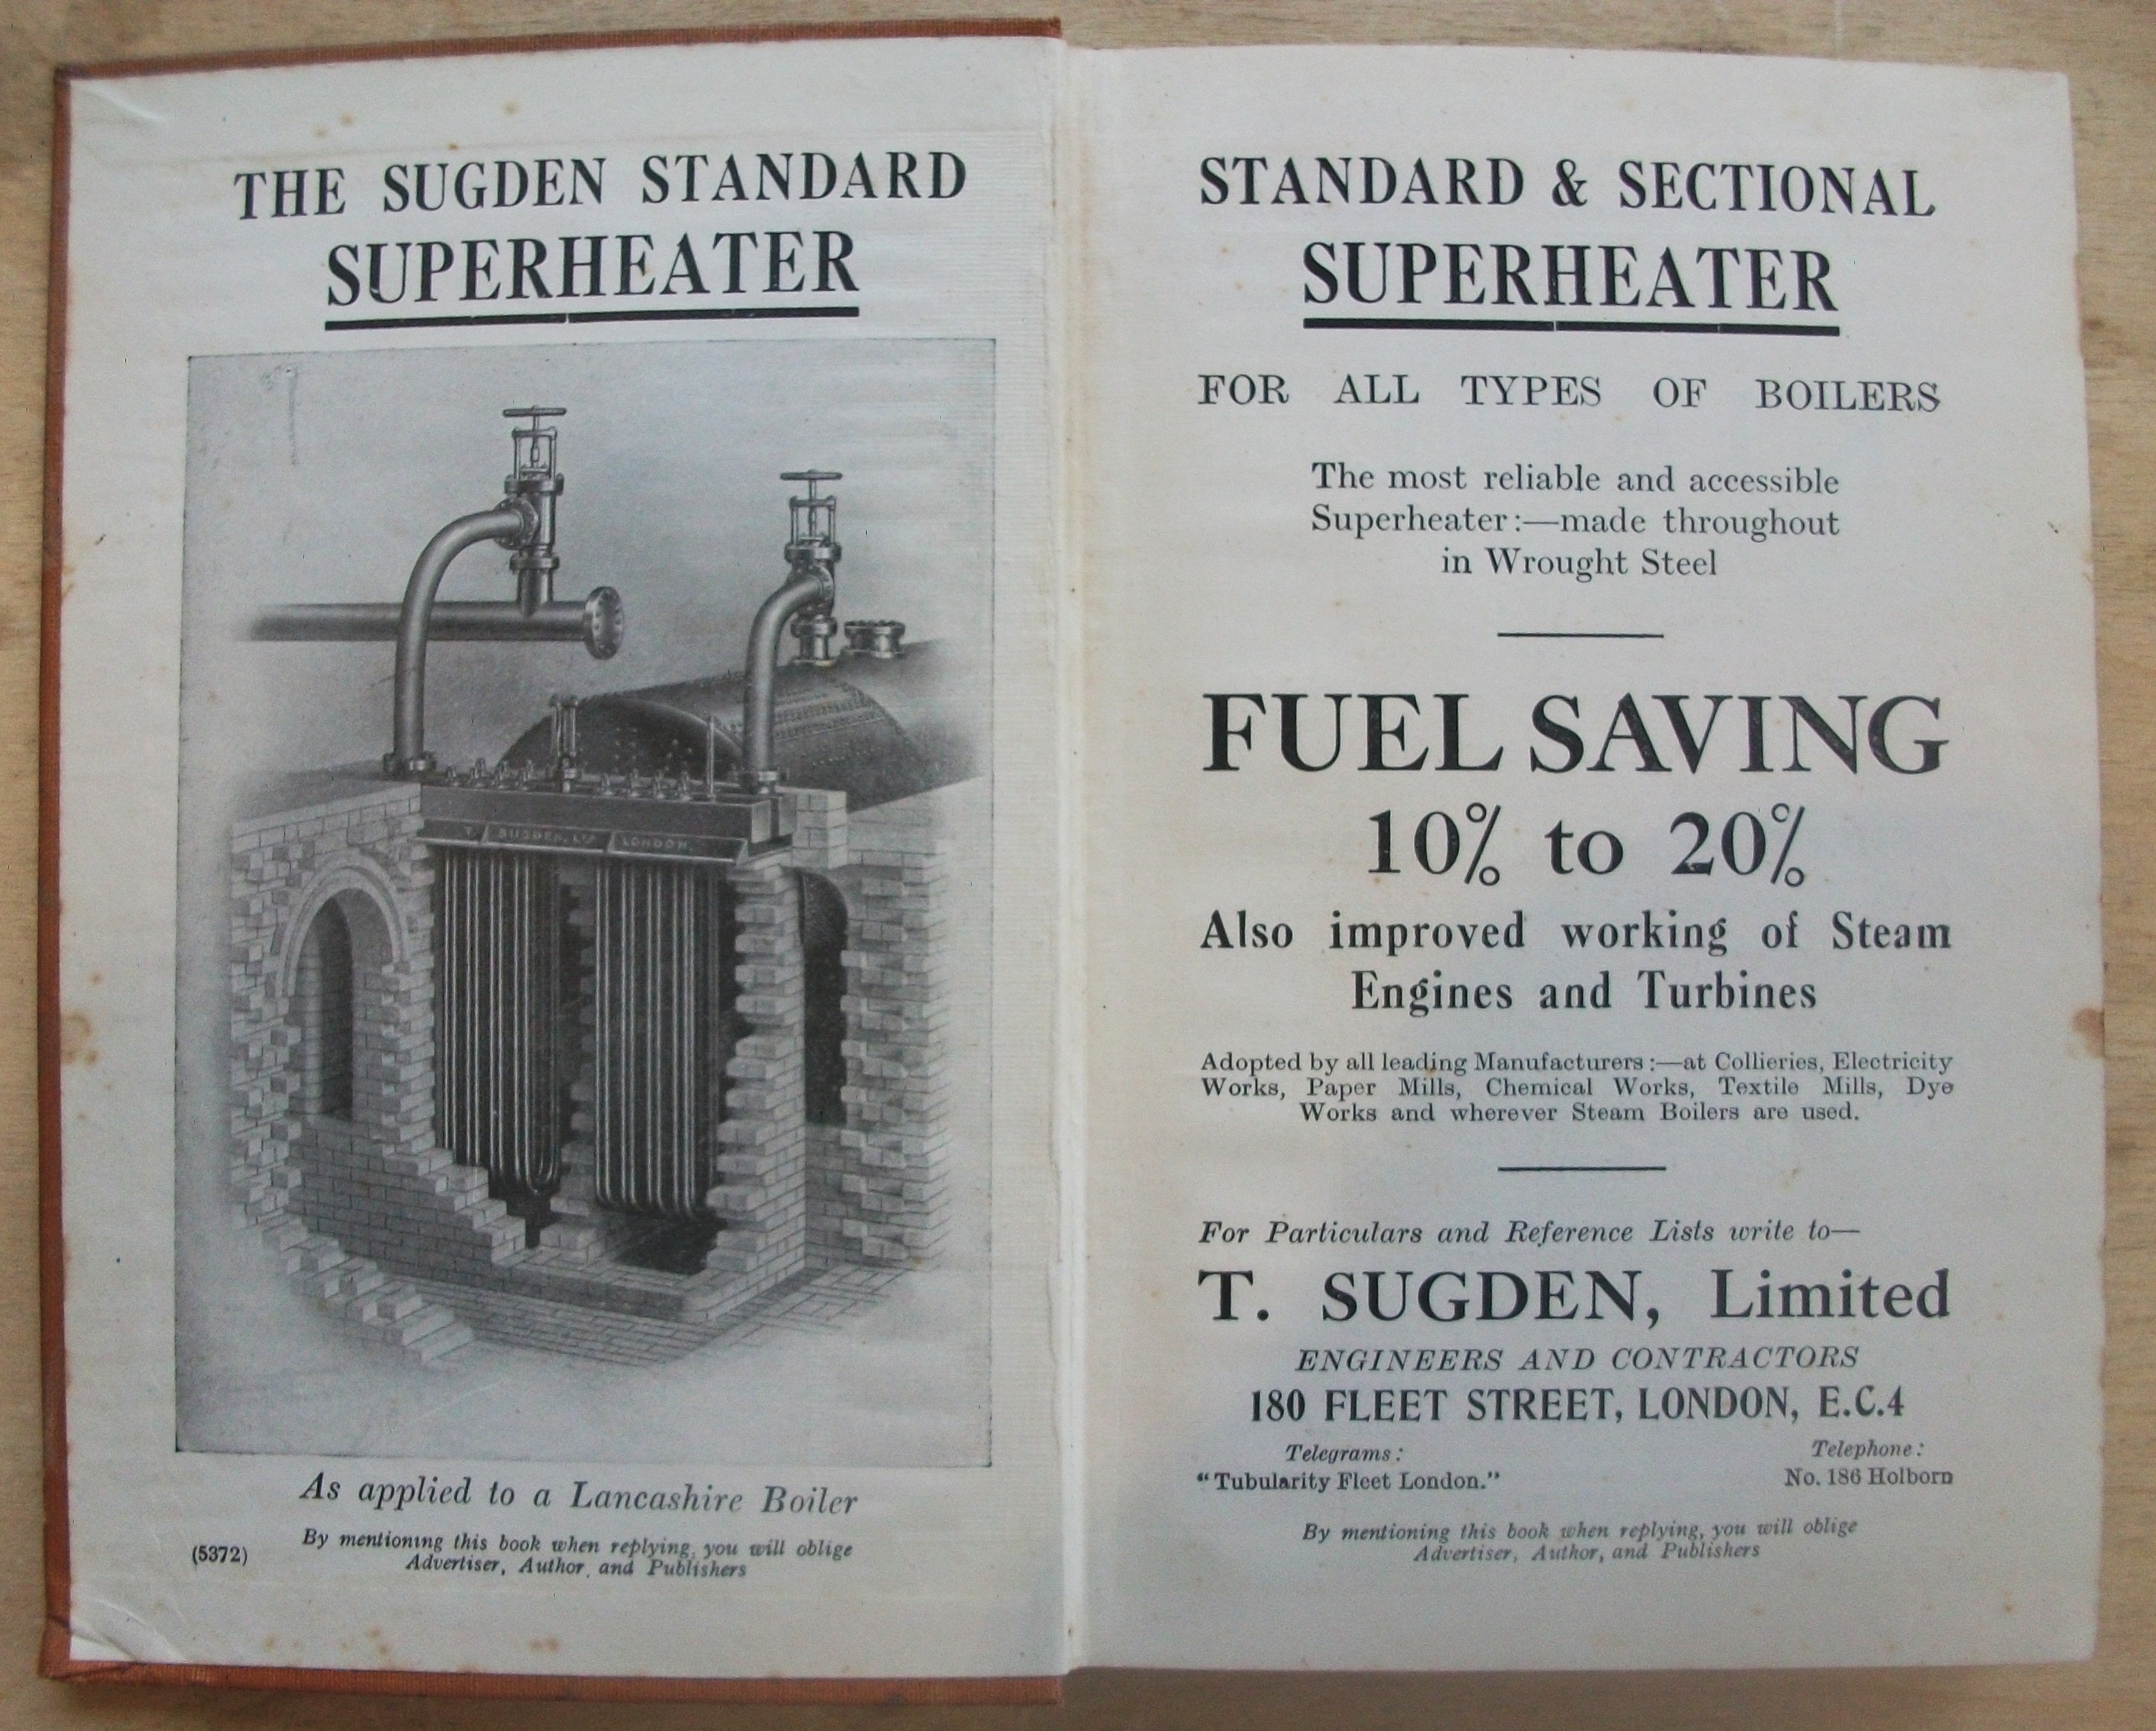 THE SUGDEN STANDARD
SUPERHEATER
T. SUGDEN, LTD LONDON.
As applied to a Lancashire Boiler
(5372)
By mentioning this book when replying, you will oblige
Advertiser, Author, and Publishers
STANDARD & SECTIONAL
SUPERHEATER
FOR ALL TYPES OF BOILERS
The most reliable and accessible
Superheater:—made throughout
in Wrought Steel
FUEL SAVING
10% to 20%
Also improved working of Steam
Engines and Turbines
Adopted by all leading Manufacturers:—at Collieries, Electricity
Works, Paper Mills, Chemical Works, Textile Mills, Dye
Works and wherever Steam Boilers are used.
For Particulars and Reference Lists write to—
T. SUGDEN, Limited
ENGINEERS AND CONTRACTORS
180 FLEET STREET, LONDON, E.C.4
Telegrams:
"Tubularity Fleet London."
Telephone:
No. 186 Holborn
By mentioning this book when replying, you will oblige
Advertiser, Author, and Publishers